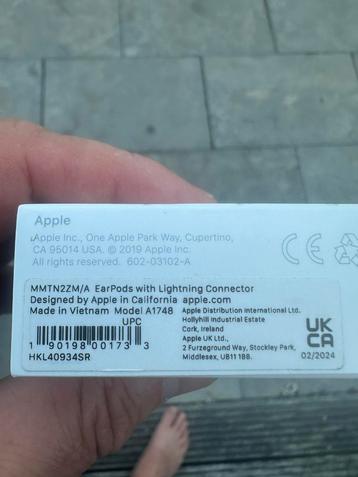 Apple
Apple Inc., One Apple Park Way, Cupertino,
CA 95014 USA. © 2019 Apple Inc.
All rights reserved. 602-03102-A
CE
MMTN2ZM/A EarPods with Lightning Connector
Designed by Apple in California apple.com
Made in Vietnam Model A1748
UPC
1 90198 00173 3
HKL40934SR
Apple Distribution International Ltd.
Hollyhill Industrial Estate
Cork, Ireland
Apple UK Ltd.,
2 Furzeground Way, Stockley Park,
Middlesex, UB11 1BB.
UK
CA
02/2024